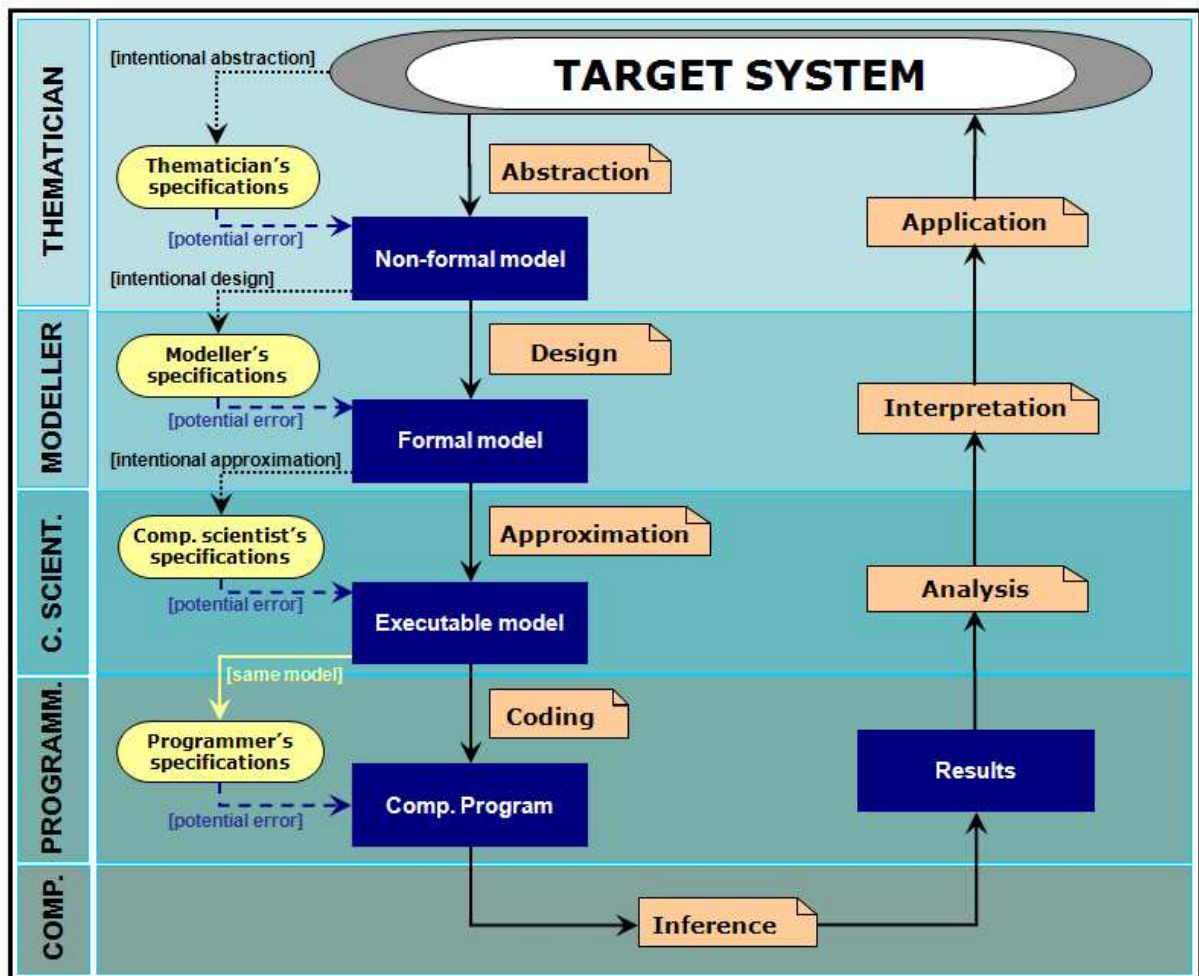 THEMATICIAN
[intentional abstraction]
TARGET SYSTEM
Thematician's
specifications
Abstraction
[potential error]
Non-formal model
Application
[intentional design]
MODELLER
Modeller's
specifications
Design
[potential error]
Formal model
Interpretation
[intentional approximation]
C. SCIENT.
Comp. scientist's
specifications
Approximation
[potential error]
Executable model
Analysis
[same model]
PROGRAMM.
Programmer's
specifications
Coding
[potential error]
Comp. Program
Results
COMP.
Inference